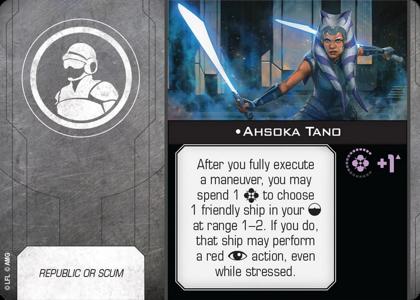 •Ahsoka Tano
After you fully execute
a maneuver, you may
spend 1 to choose
1 friendly ship in your
at range 1–2. If you do,
that ship may perform
a red action, even
while stressed.
+1
REPUBLIC OR SCUM
© LFL © AMG